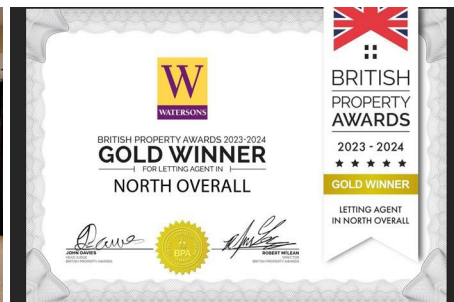 W
WATERSONS
BRITISH PROPERTY AWARDS 2023-2024
GOLD WINNER
FOR LETTING AGENT IN
NORTH OVERALL
JOHN DAVIES
HEAD JUDGE
BRITISH PROPERTY AWARDS
BPA
ROBERT MCLEAN
DIRECTOR
BRITISH PROPERTY AWARDS
BRITISH
PROPERTY
AWARDS
2023 - 2024
GOLD WINNER
LETTING AGENT
IN NORTH OVERALL